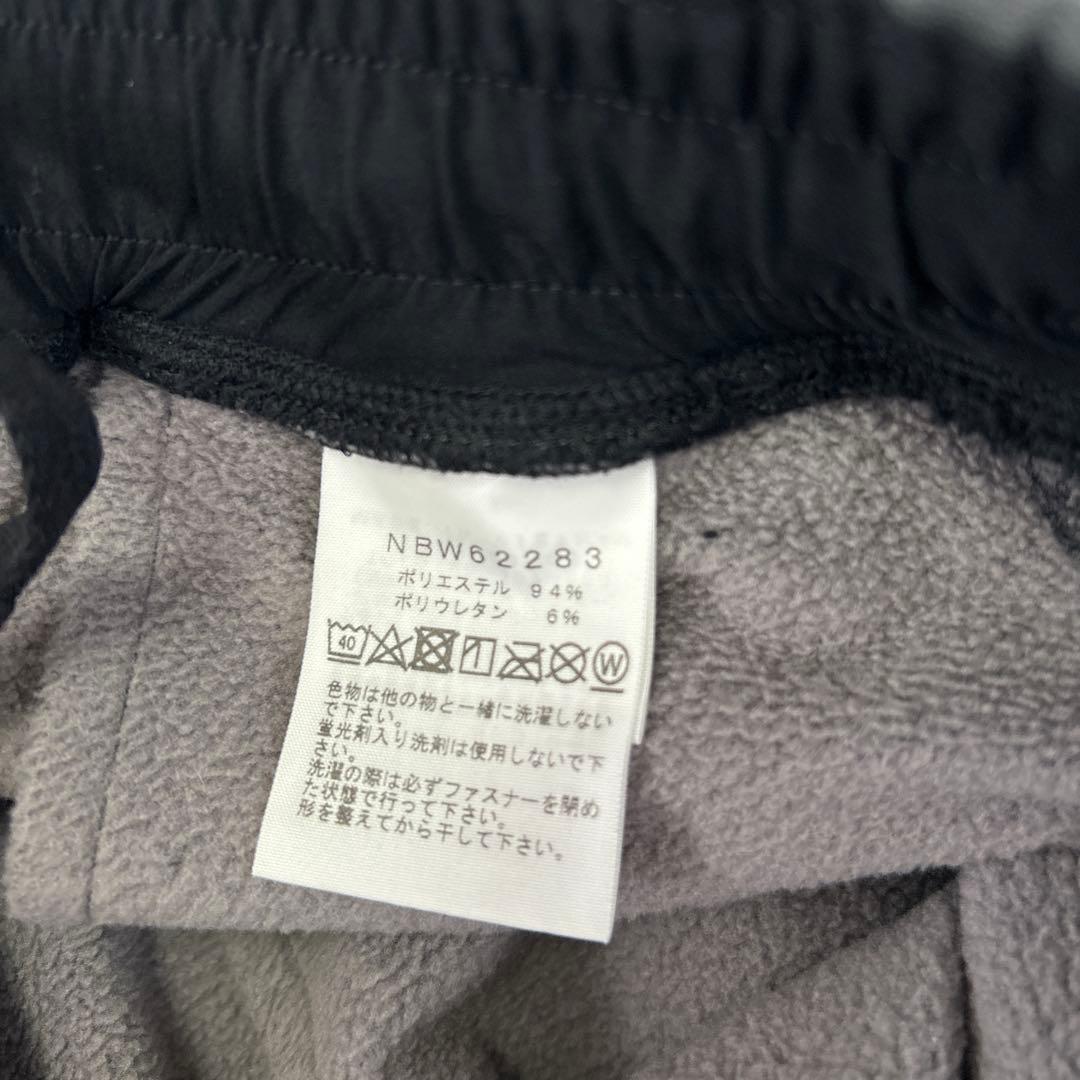 NBW62283
ポリエステル 94%
ポリウレタン 6%
40 W
色物は他の物と一緒に洗濯しない
で下さい。
蛍光剤入り洗剤は使用しないで下
さい。
洗濯の際は必ずファスナーを閉め
た状態で行って下さい。
形を整えてから干して下さい。